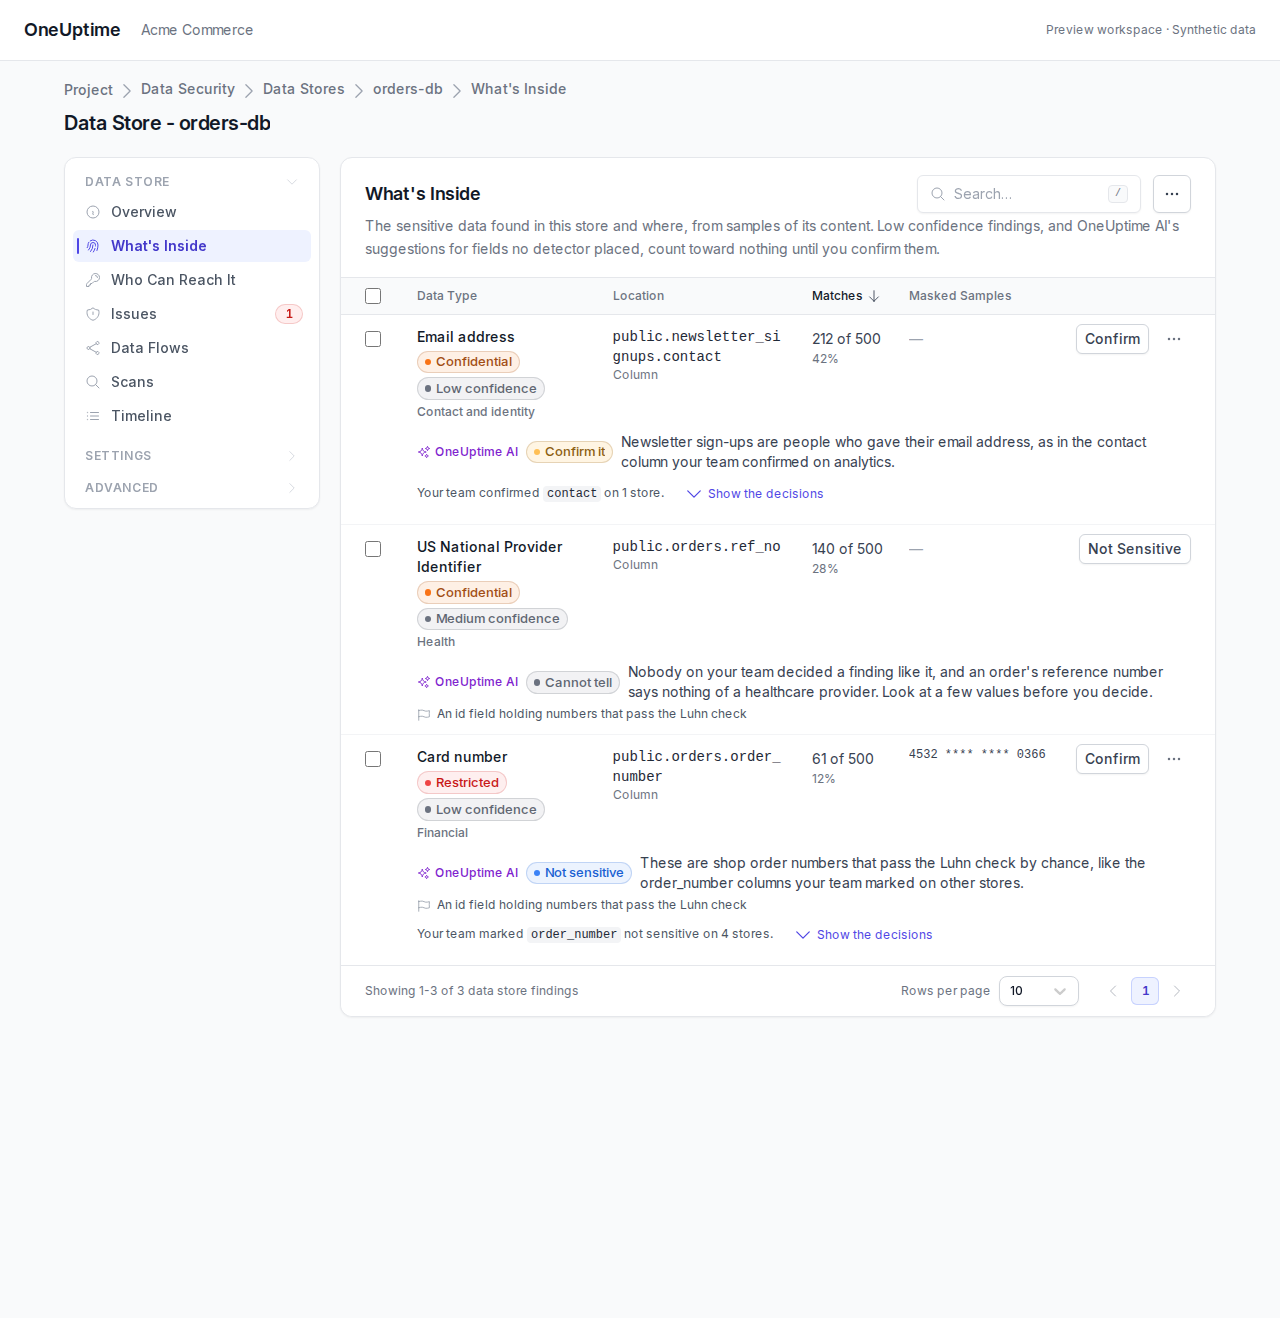 OneUptime
Acme Commerce
Preview workspace · Synthetic data
Project
Data Security
Data Stores
orders-db
What's Inside
Data Store - orders-db
DATA STORE
Overview
What's Inside
Who Can Reach It
Issues
1
Data Flows
Scans
Timeline
SETTINGS
ADVANCED
What's Inside
Search...
/
The sensitive data found in this store and where, from samples of its content. Low confidence findings, and OneUptime AI's
suggestions for fields no detector placed, count toward nothing until you confirm them.
Data Type
Location
Matches
Masked Samples
Email address
Confidential
Low confidence
Contact and identity
public.newsletter_si
gnups.contact
Column
212 of 500
42%
—
Confirm
OneUptime AI
Confirm it
Newsletter sign-ups are people who gave their email address, as in the contact
column your team confirmed on analytics.
Your team confirmed contact on 1 store.
Show the decisions
US National Provider
Identifier
Confidential
Medium confidence
Health
public.orders.ref_no
Column
140 of 500
28%
—
Not Sensitive
OneUptime AI
Cannot tell
Nobody on your team decided a finding like it, and an order's reference number
says nothing of a healthcare provider. Look at a few values before you decide.
An id field holding numbers that pass the Luhn check
Card number
Restricted
Low confidence
Financial
public.orders.order_
number
Column
61 of 500
12%
4532 **** **** 0366
Confirm
OneUptime AI
Not sensitive
These are shop order numbers that pass the Luhn check by chance, like the
order_number columns your team marked on other stores.
An id field holding numbers that pass the Luhn check
Your team marked order_number not sensitive on 4 stores.
Show the decisions
Showing 1-3 of 3 data store findings
Rows per page
10
1